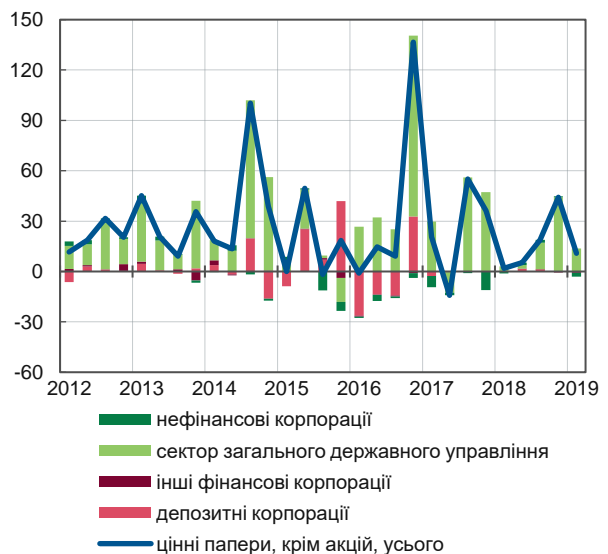 150
120
90
60
30
0
-30
-60
2012 2013 2014 2015 2016 2017 2018 2019
нефінансові корпорації
сектор загального державного управління
інші фінансові корпорації
депозитні корпорації
цінні папери, крім акцій, усього